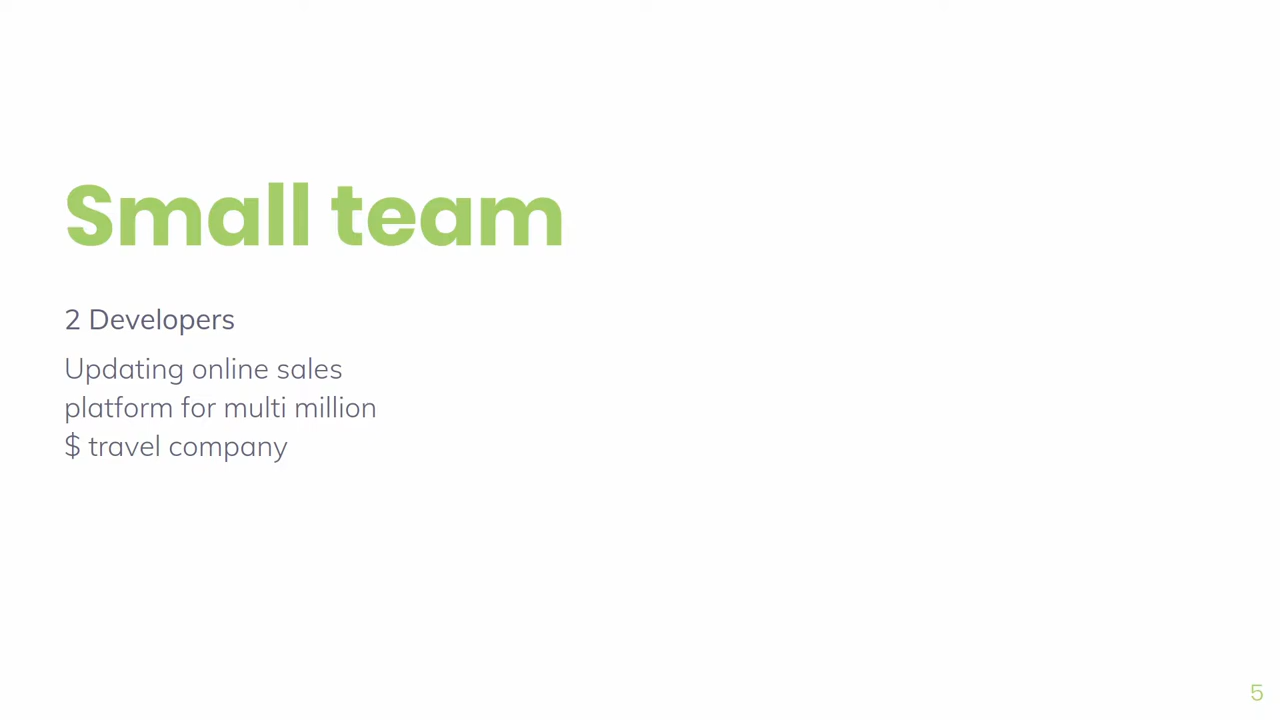 Small team
2 Developers
Updating online sales
platform for multi million
$ travel company
5